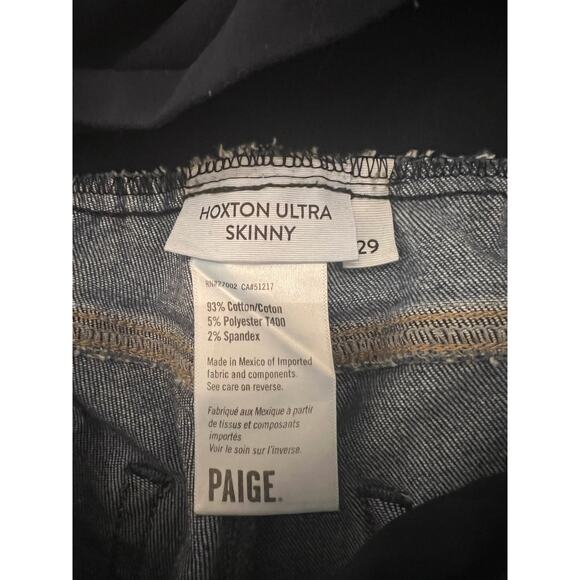 HOXTON ULTRA
SKINNY
29
RN#27002 CA#51217
93% Cotton/Coton
5% Polyester T400
2% Spandex
Made in Mexico of Imported
fabric and components.
See care on reverse.
Fabriqué aux Mexique à partir
de tissus et composants
importés
Voir le soin sur l'inverse.
PAIGE.